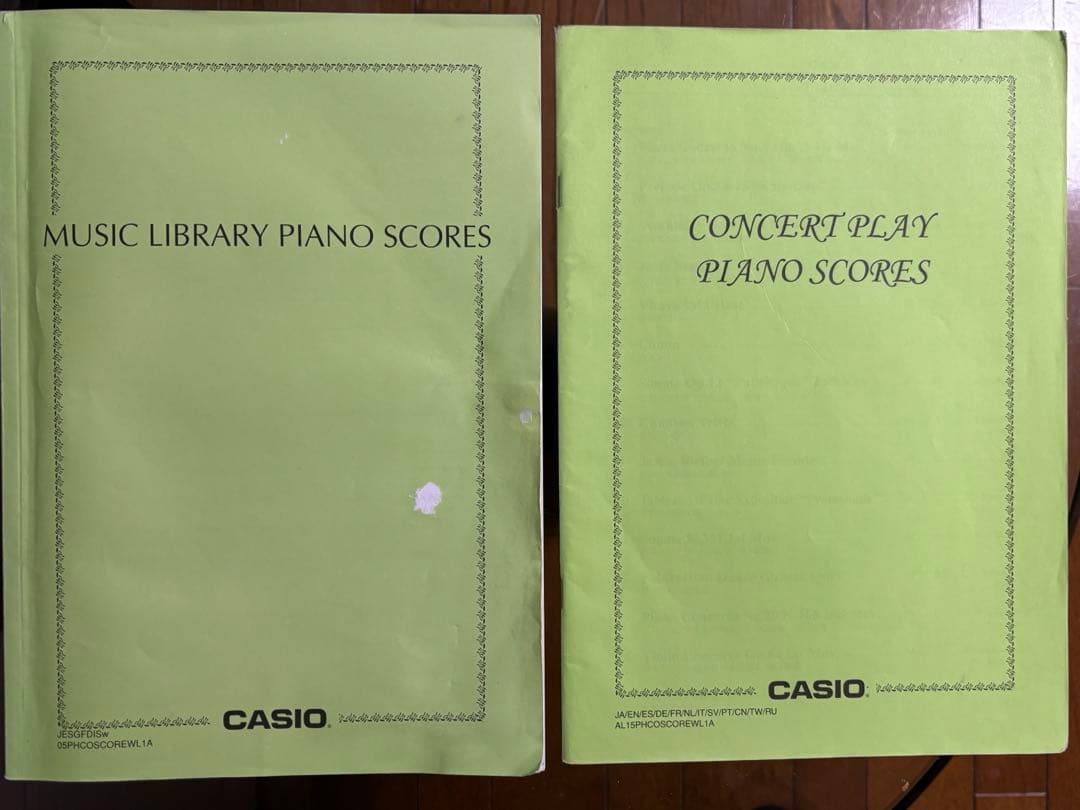 MUSIC LIBRARY PIANO SCORES
CASIO
JESGFDISw
05PHCOSCOREWL1A
CONCERT PLAY
PIANO SCORES
CASIO
JA/EN/ES/DE/FR/NL/IT/SV/PT/CN/TW/RU
AL15PHCOSCOREWL1A